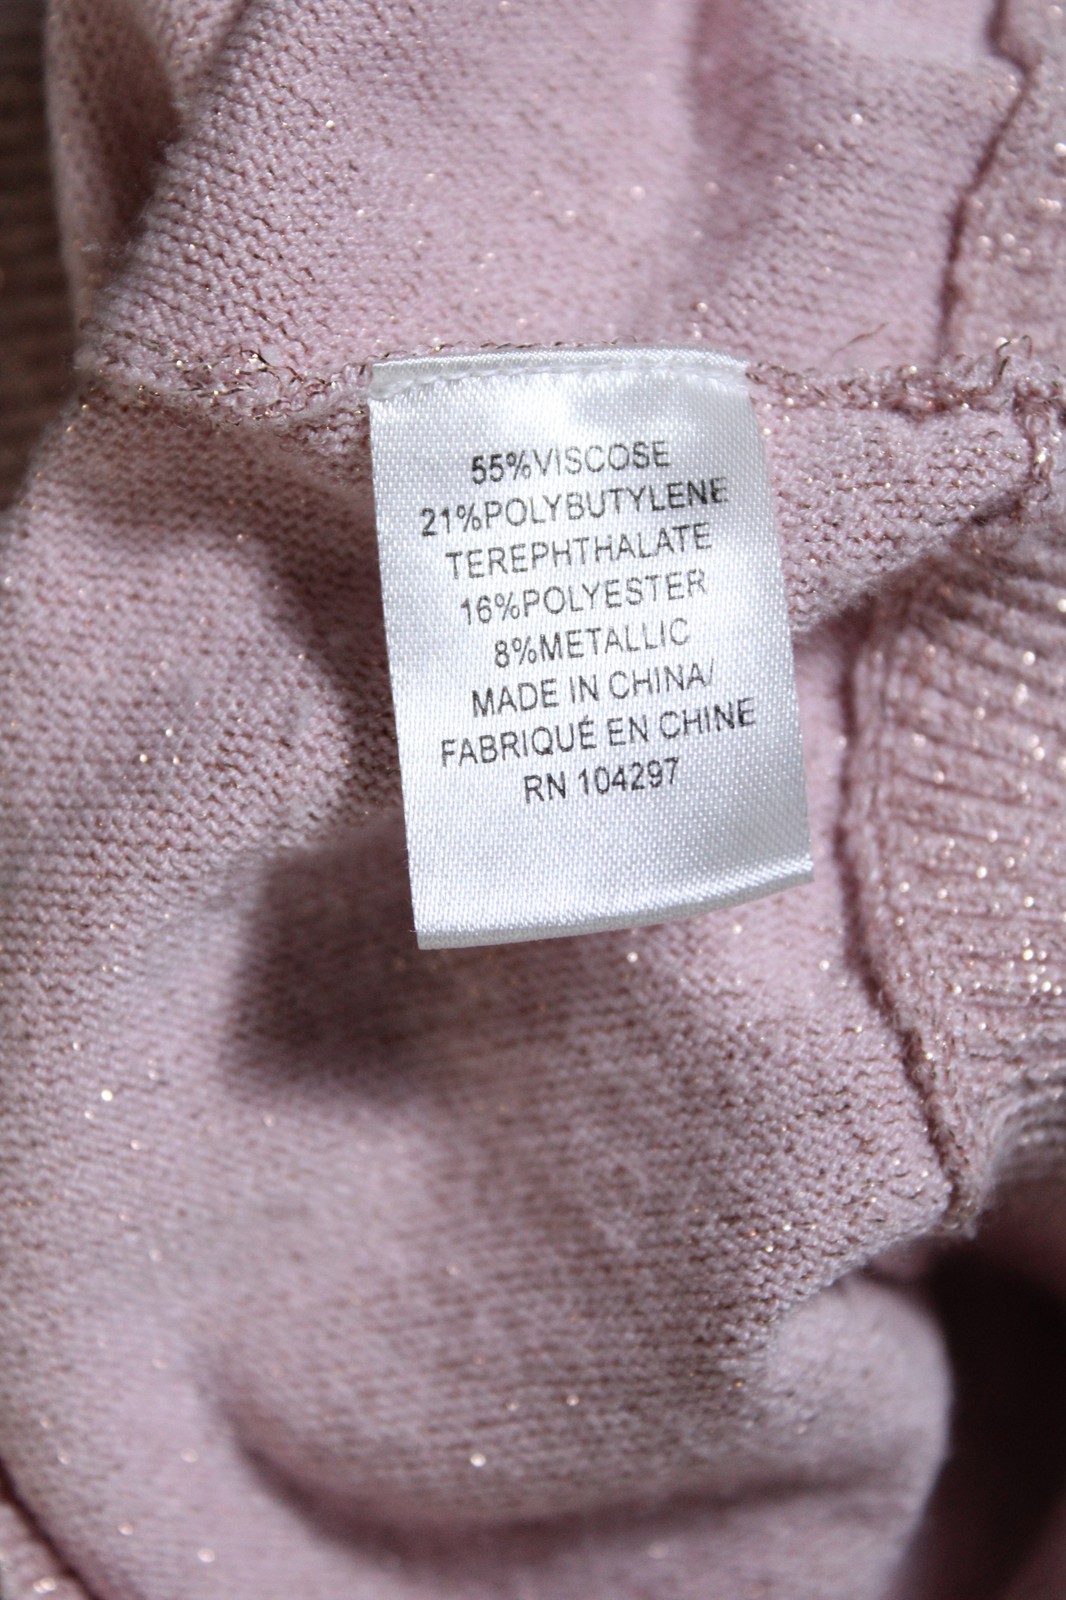 55%VISCOSE
21%POLYBUTYLENE
TEREPHTHALATE
16%POLYESTER
8%METALLIC
MADE IN CHINA/
FABRIQUÉ EN CHINE
RN 104297